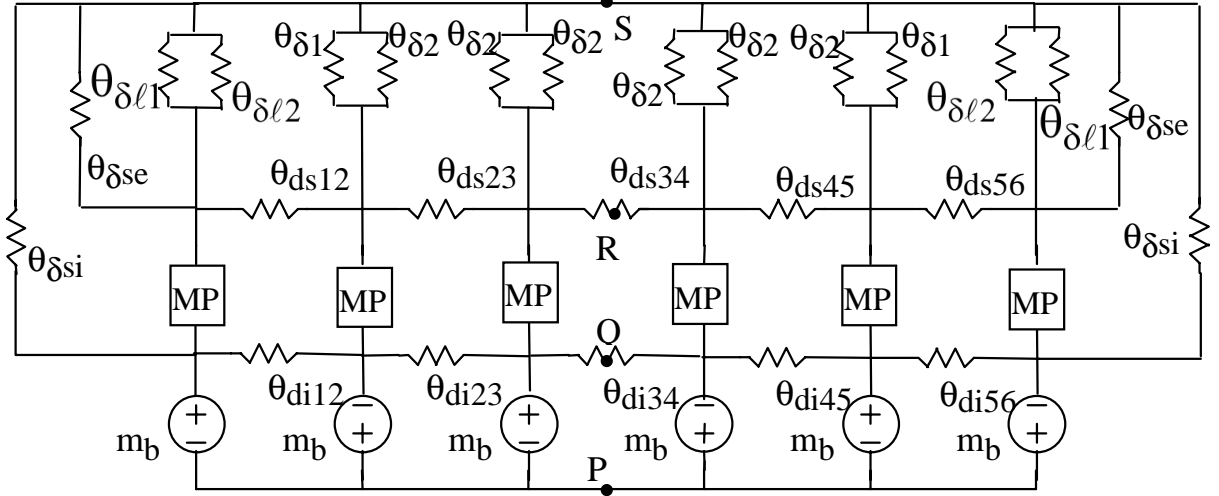 S
θδ1 θδ2 θδ2 θδ2 θδ2 θδ2 θδ1
θδℓ1 θδℓ2 θδ2 θδℓ2 θδℓ1 θδse
θδse θds12 θds23 θds34 θds45 θds56
R
θδsi θδsi
MP MP MP MP MP MP
Q
θdi12 θdi23 θdi34 θdi45 θdi56
+ − + − + −
− + − + − +
mb mb mb mb mb mb
P